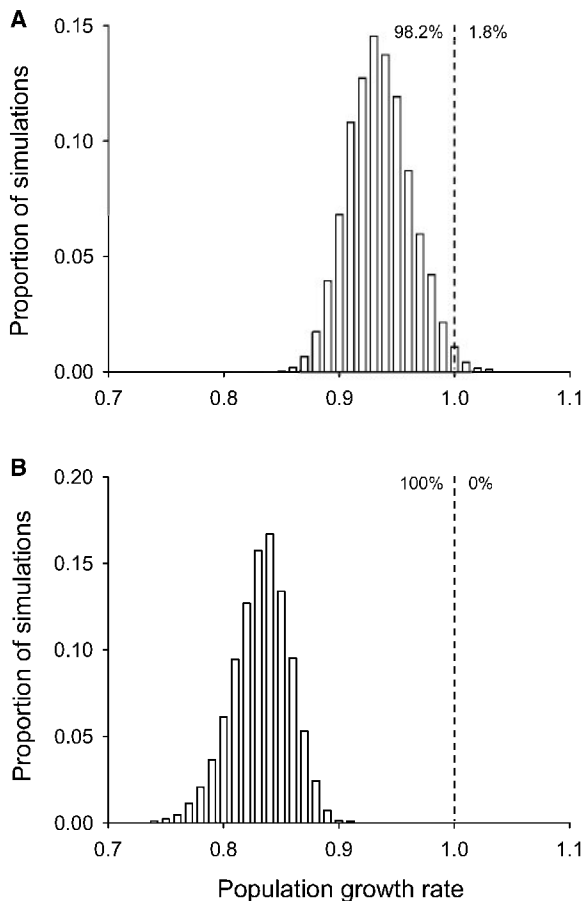 A
0.15
98.2% 1.8%
0.10
0.05
0.00
Proportion of simulations
0.7 0.8 0.9 1.0 1.1
B
0.20
100% 0%
0.15
0.10
0.05
0.00
Proportion of simulations
0.7 0.8 0.9 1.0 1.1
Population growth rate